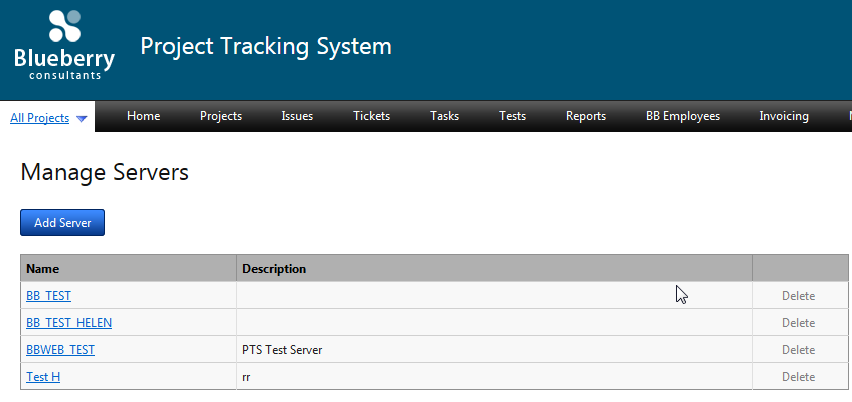 Blueberry
consultants
Project Tracking System
All Projects Home Projects Issues Tickets Tasks Tests Reports BB Employees Invoicing
Manage Servers
Add Server
Name Description
BB_TEST Delete
BB_TEST_HELEN Delete
BBWEB_TEST PTS Test Server Delete
Test H rr Delete